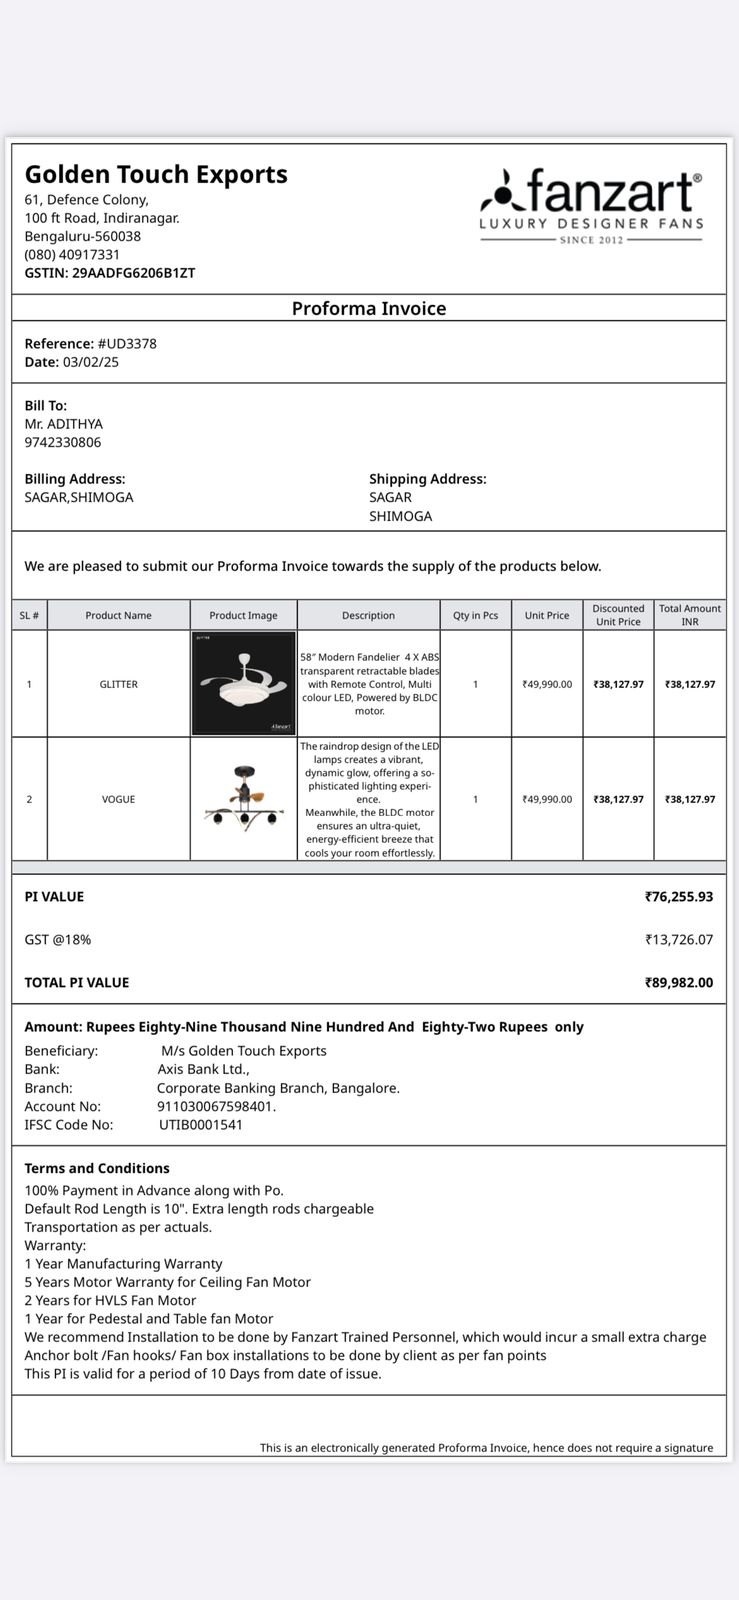 Golden Touch Exports
61, Defence Colony,
100 ft Road, Indiranagar.
Bengaluru-560038
(080) 40917331
GSTIN: 29AADFG6206B1ZT
fanzart®
LUXURY DESIGNER FANS
SINCE 2012
Proforma Invoice
Reference: #UD3378
Date: 03/02/25
Bill To:
Mr. ADITHYA
9742330806
Billing Address:
SAGAR,SHIMOGA
Shipping Address:
SAGAR
SHIMOGA
We are pleased to submit our Proforma Invoice towards the supply of the products below.
SL # Product Name Product Image Description Qty in Pcs Unit Price Discounted Unit Price Total Amount INR
1 GLITTER
GLITTER
fanzart
58” Modern Fandelier 4 X ABS
transparent retractable blades
with Remote Control, Multi
colour LED, Powered by BLDC
motor.
1 ₹49,990.00 ₹38,127.97 ₹38,127.97
2 VOGUE
The raindrop design of the LED
lamps creates a vibrant,
dynamic glow, offering a so-
phisticated lighting experi-
ence.
Meanwhile, the BLDC motor
ensures an ultra-quiet,
energy-efficient breeze that
cools your room effortlessly.
1 ₹49,990.00 ₹38,127.97 ₹38,127.97
PI VALUE ₹76,255.93
GST @18% ₹13,726.07
TOTAL PI VALUE ₹89,982.00
Amount: Rupees Eighty-Nine Thousand Nine Hundred And Eighty-Two Rupees only
Beneficiary: M/s Golden Touch Exports
Bank: Axis Bank Ltd.,
Branch: Corporate Banking Branch, Bangalore.
Account No: 911030067598401.
IFSC Code No: UTIB0001541
Terms and Conditions
100% Payment in Advance along with Po.
Default Rod Length is 10". Extra length rods chargeable
Transportation as per actuals.
Warranty:
1 Year Manufacturing Warranty
5 Years Motor Warranty for Ceiling Fan Motor
2 Years for HVLS Fan Motor
1 Year for Pedestal and Table fan Motor
We recommend Installation to be done by Fanzart Trained Personnel, which would incur a small extra charge
Anchor bolt /Fan hooks/ Fan box installations to be done by client as per fan points
This PI is valid for a period of 10 Days from date of issue.
This is an electronically generated Proforma Invoice, hence does not require a signature